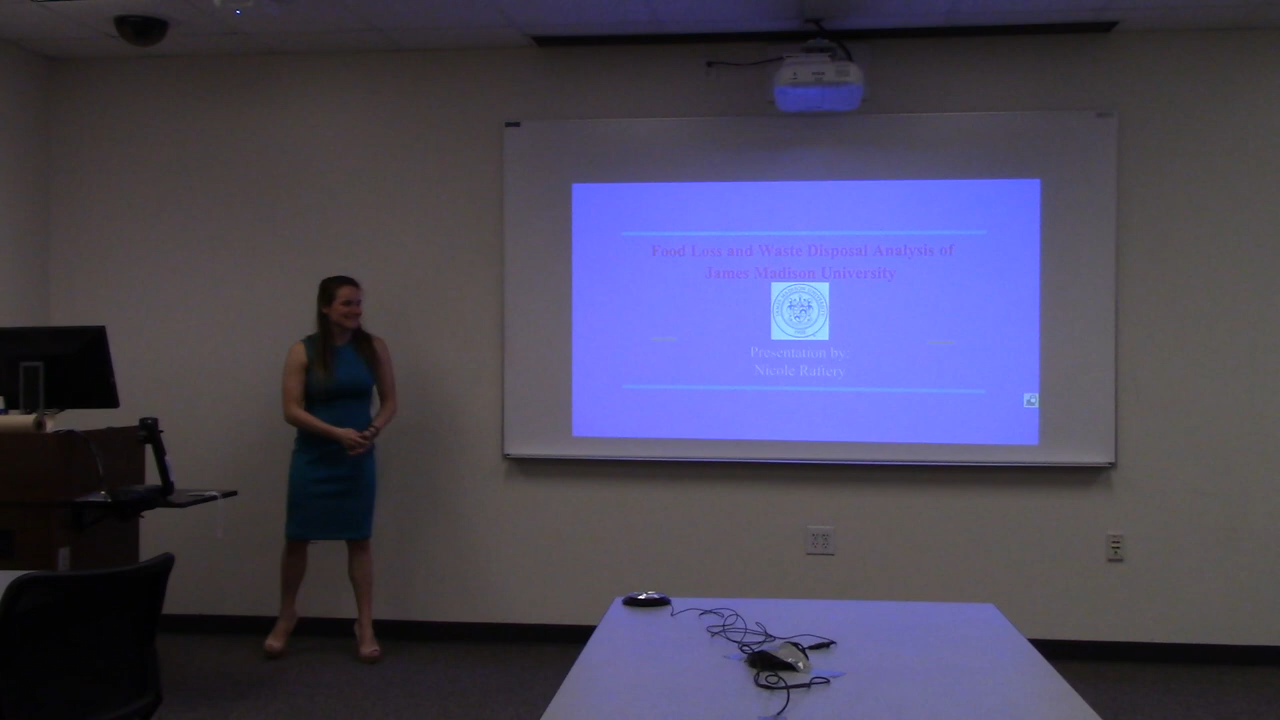 Food Loss and Waste Disposal Analysis of
James Madison University
Presentation by:
Nicole Raftery